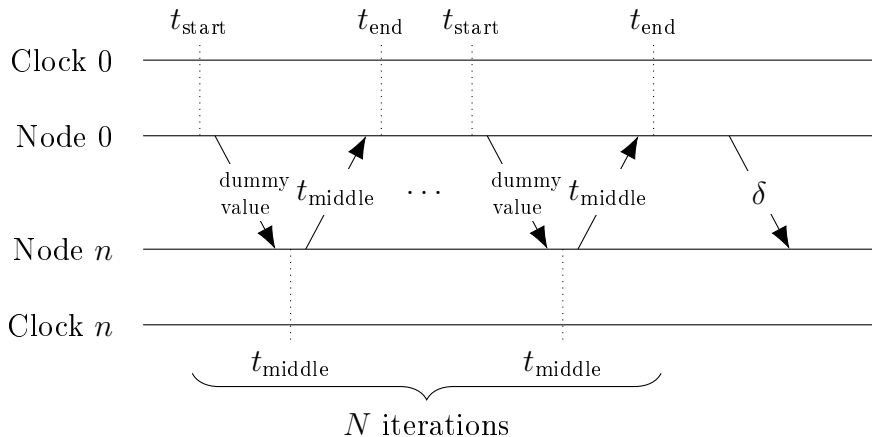 t_start t_end t_start t_end
Clock 0
Node 0
dummy value t_middle ... dummy value t_middle δ
Node n
Clock n
t_middle t_middle
N iterations